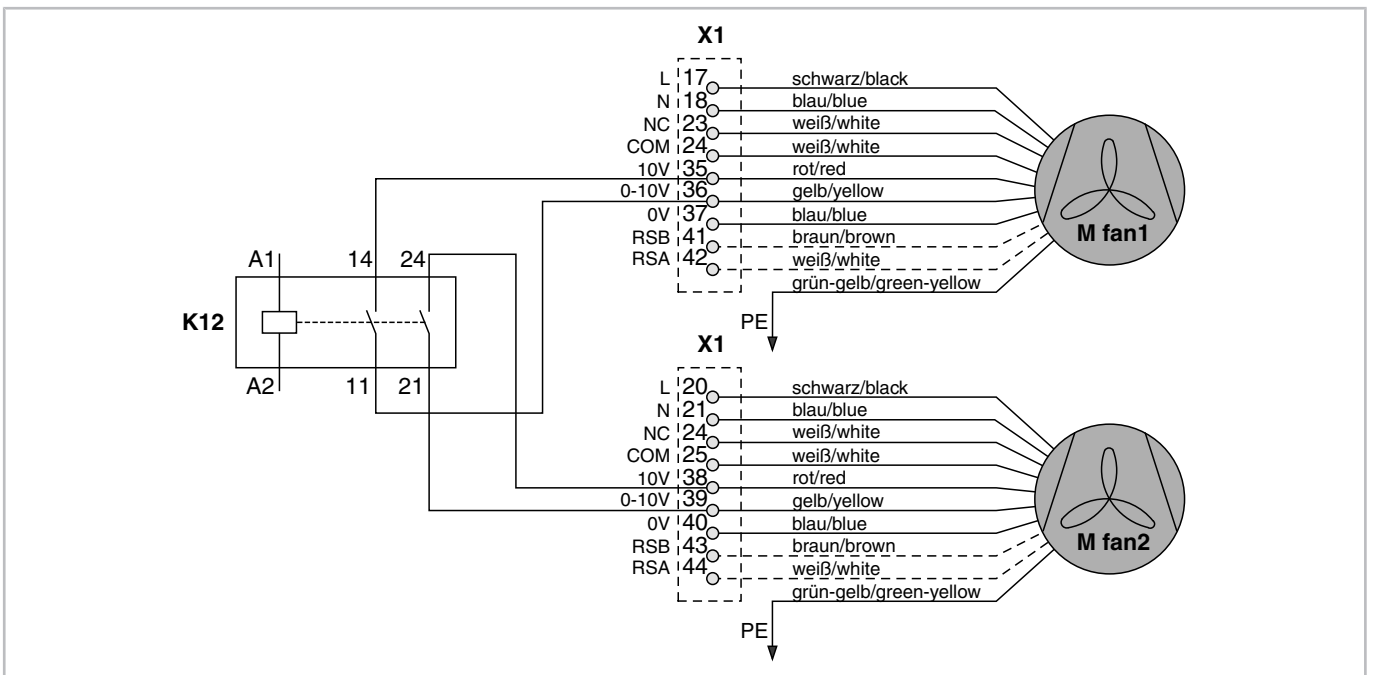 X1
L 17 schwarz/black
N 18 blau/blue
NC 23 weiß/white
COM 24 weiß/white
10V 35 rot/red
0-10V 36 gelb/yellow
0V 37 blau/blue
RSB 41 braun/brown
RSA 42 weiß/white
grün-gelb/green-yellow
PE
M fan1
A1 14 24
K12
A2 11 21
X1
L 20 schwarz/black
N 21 blau/blue
NC 24 weiß/white
COM 25 weiß/white
10V 38 rot/red
0-10V 39 gelb/yellow
0V 40 blau/blue
RSB 43 braun/brown
RSA 44 weiß/white
grün-gelb/green-yellow
PE
M fan2